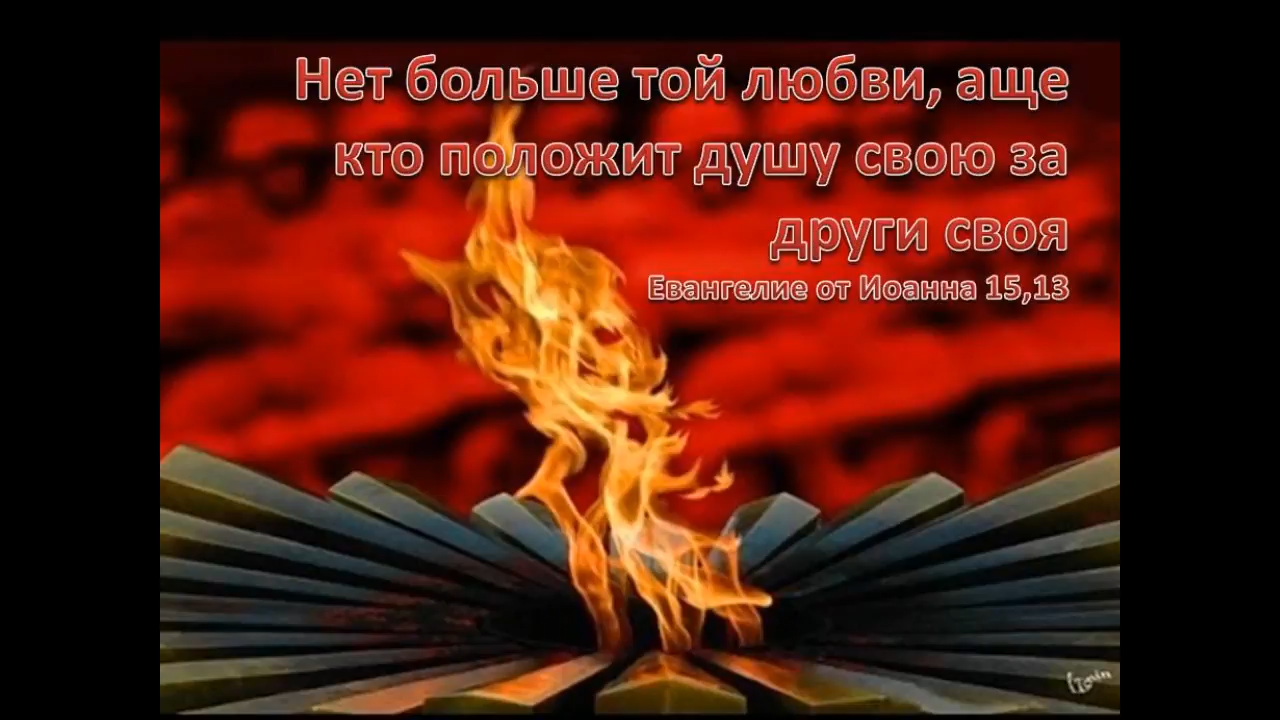 Нет больше той любви, аще
кто положит душу свою за
други своя
Евангелие от Иоанна 15,13